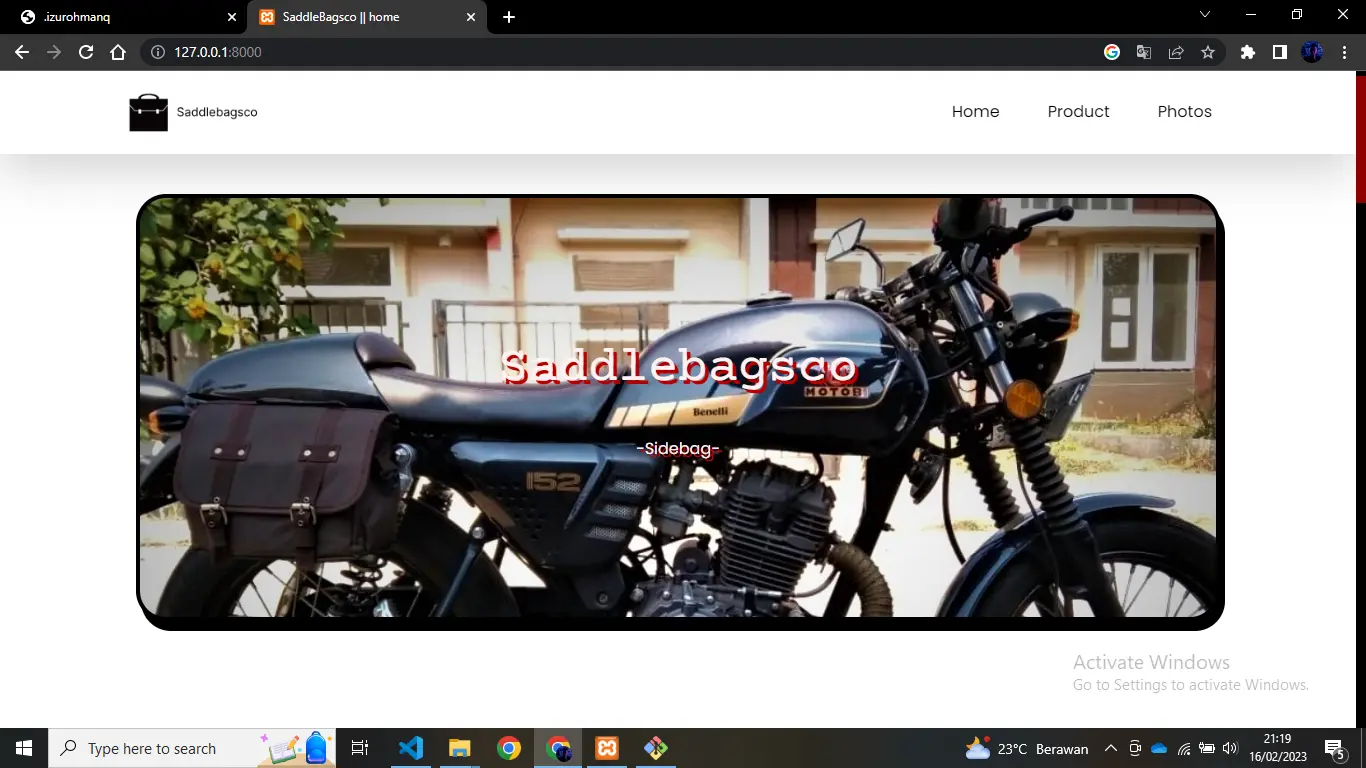 .izurohmanq
SaddleBagsco || home
127.0.0.1:8000
Saddlebagsco
Home
Product
Photos
Saddlebagsco
MOTOBI
Benelli
-Sidebag-
152
Activate Windows
Go to Settings to activate Windows.
Type here to search
23°C Berawan
21:19
16/02/2023
5